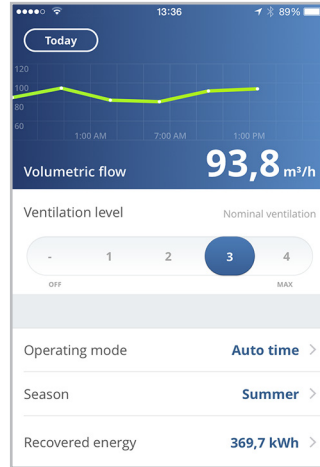 13:36 89%
Today
120
100
80
60
1:00 AM 7:00 AM 1:00 PM
Volumetric flow 93,8 m³/h
Ventilation level Nominal ventilation
- 1 2 3 4
OFF MAX
Operating mode Auto time
Season Summer
Recovered energy 369,7 kWh